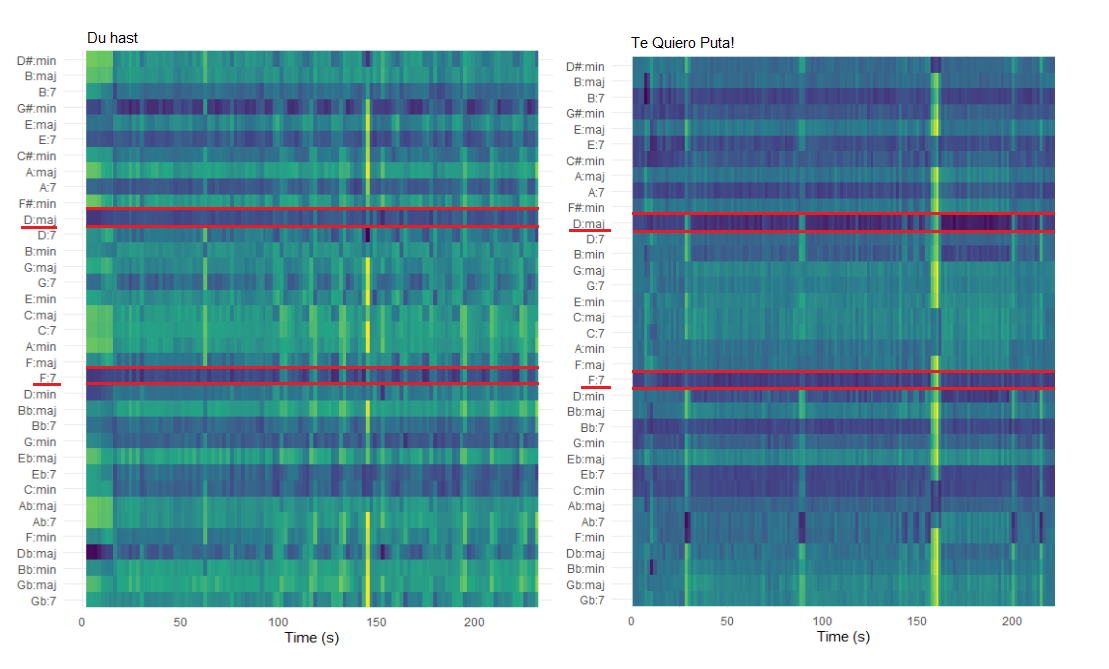 Du hast
D#:min
B:maj
B:7
G#:min
E:maj
E:7
C#:min
A:maj
A:7
F#:min
D:maj
D:7
B:min
G:maj
G:7
E:min
C:maj
C:7
A:min
F:maj
F:7
D:min
Bb:maj
Bb:7
G:min
Eb:maj
Eb:7
C:min
Ab:maj
Ab:7
F:min
Db:maj
Bb:min
Gb:maj
Gb:7
0 50 100 150 200
Time (s)
Te Quiero Puta!
D#:min
B:maj
B:7
G#:min
E:maj
E:7
C#:min
A:maj
A:7
F#:min
D:maj
D:7
B:min
G:maj
G:7
E:min
C:maj
C:7
A:min
F:maj
F:7
D:min
Bb:maj
Bb:7
G:min
Eb:maj
Eb:7
C:min
Ab:maj
Ab:7
F:min
Db:maj
Bb:min
Gb:maj
Gb:7
0 50 100 150 200
Time (s)